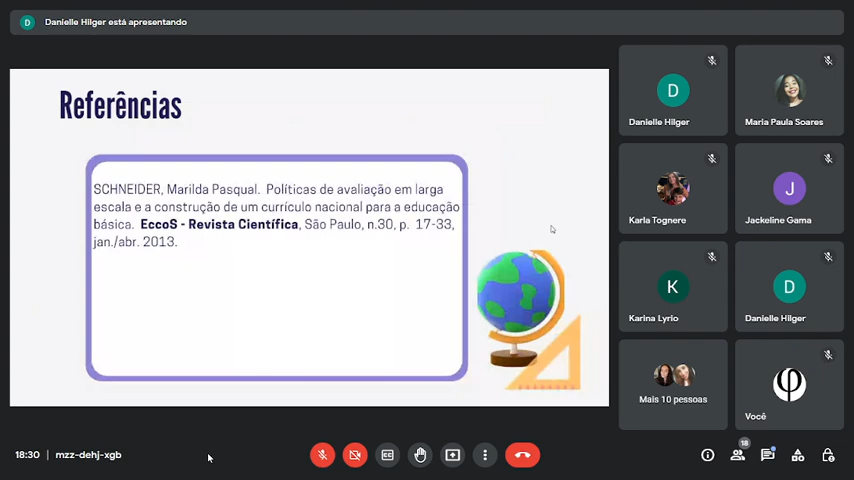 D Danielle Hilger está apresentando
Referências
SCHNEIDER, Marilda Pasqual. Políticas de avaliação em larga
escala e a construção de um currículo nacional para a educação
básica. EccoS - Revista Científica, São Paulo, n.30, p. 17-33,
jan./abr. 2013.
D
Danielle Hilger
Maria Paula Soares
Karla Tognere
J
Jackeline Gama
K
Karina Lyrio
D
Danielle Hilger
Mais 10 pessoas
φ
Você
18:30 | mzz-dehj-xgb
CC
18